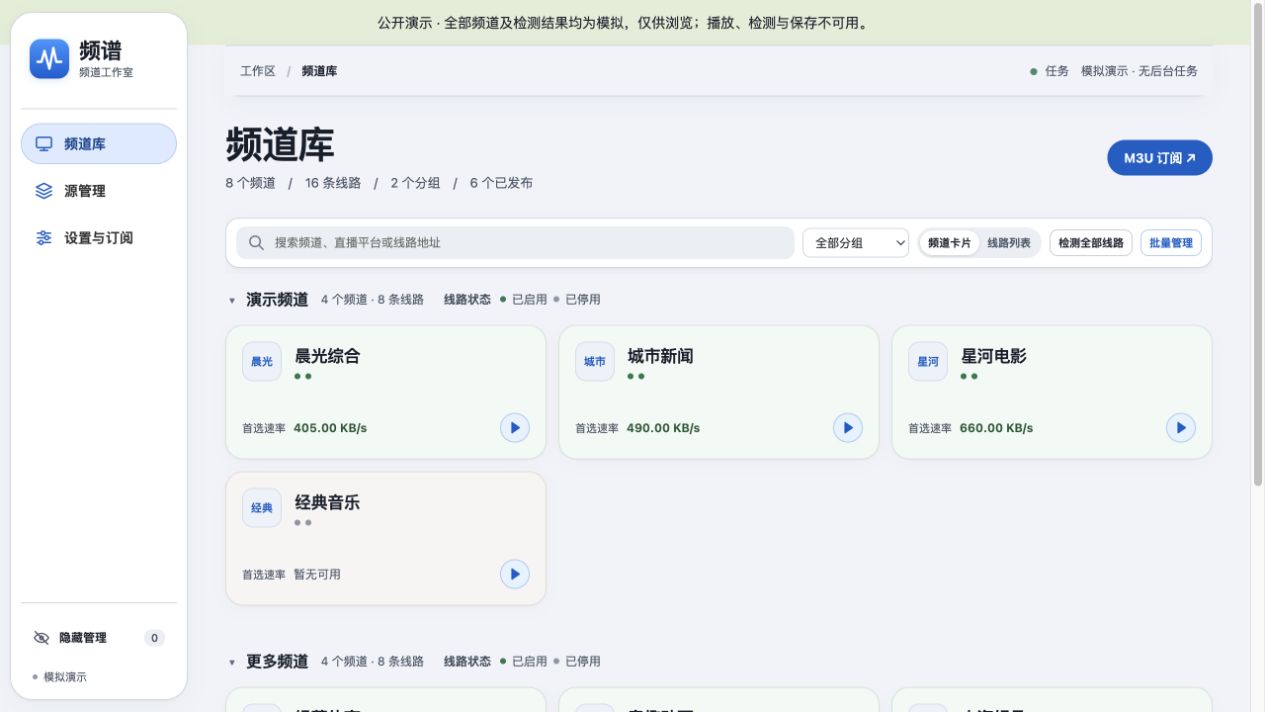 公开演示 · 全部频道及检测结果均为模拟，仅供浏览；播放、检测与保存不可用。
频谱
频道工作室
频道库
源管理
设置与订阅
隐藏管理 0
模拟演示
工作区 / 频道库
任务 模拟演示 · 无后台任务
频道库
8 个频道 / 16 条线路 / 2 个分组 / 6 个已发布
M3U 订阅 ↗
搜索频道、直播平台或线路地址
全部分组
频道卡片 线路列表
检测全部线路
批量管理
演示频道 4 个频道 · 8 条线路 线路状态 已启用 已停用
晨光 晨光综合
首选速率 405.00 KB/s
城市 城市新闻
首选速率 490.00 KB/s
星河 星河电影
首选速率 660.00 KB/s
经典 经典音乐
首选速率 暂无可用
更多频道 4 个频道 · 8 条线路 线路状态 已启用 已停用